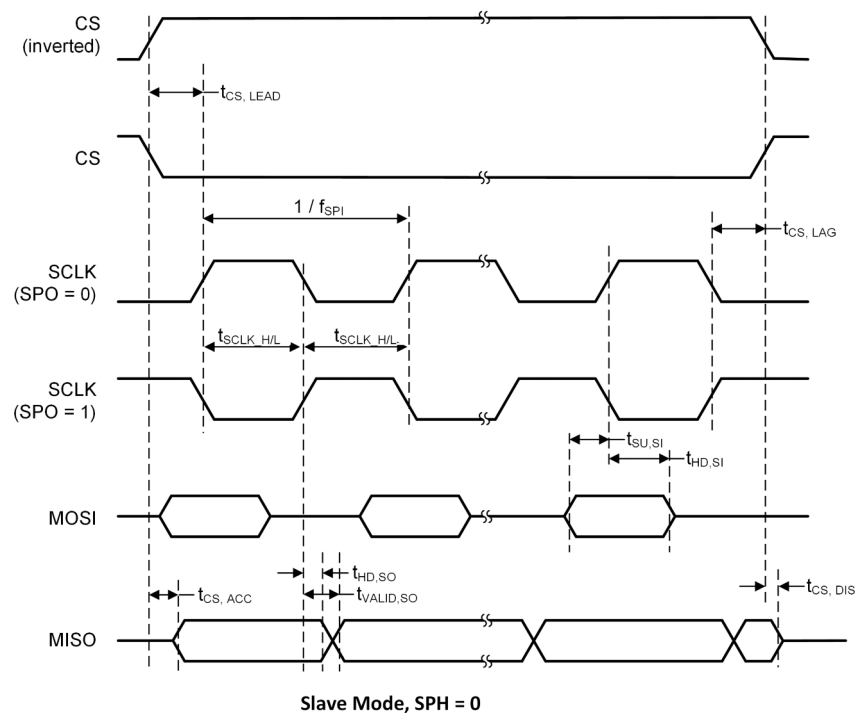 CS
(inverted)
tCS, LEAD
CS
1 / fSPI
tCS, LAG
SCLK
(SPO = 0)
tSCLK_H/L
tSCLK_H/L
SCLK
(SPO = 1)
tSU,SI
tHD,SI
MOSI
tHD,SO
tCS, ACC
tVALID,SO
tCS, DIS
MISO
Slave Mode, SPH = 0